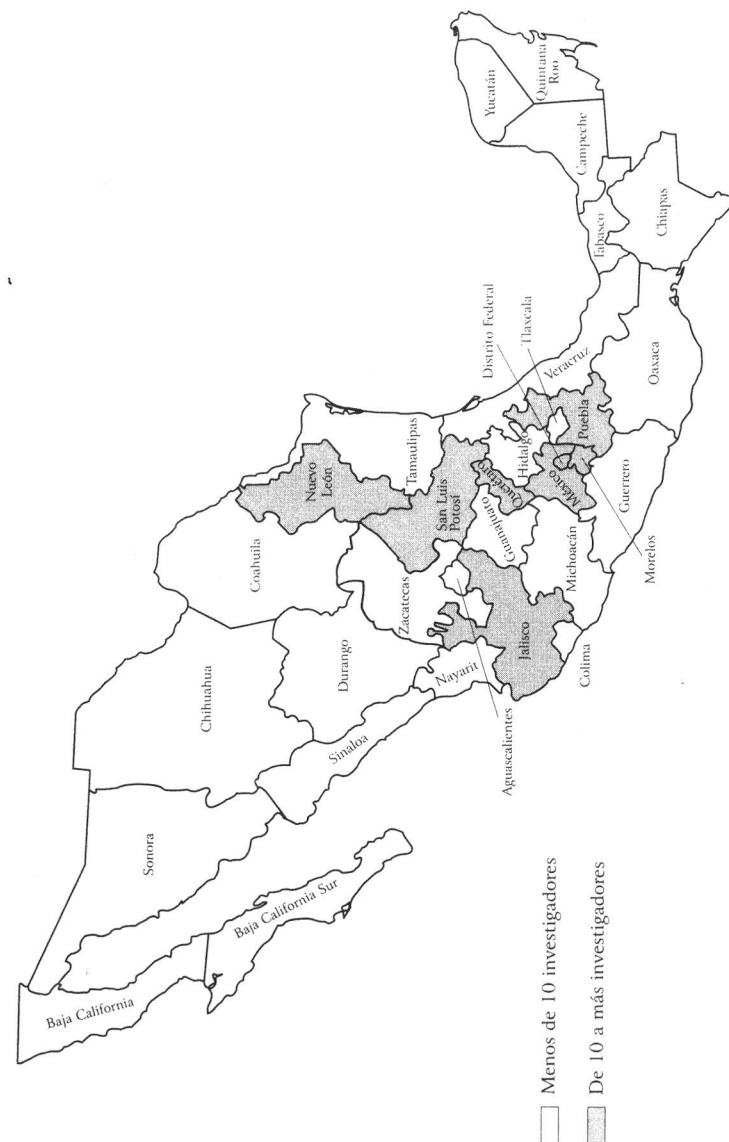 Baja California
Baja California Sur
Sonora
Chihuahua
Sinaloa
Durango
Coahuila
Nuevo
León
Tamaulipas
Zacatecas
San Luis
Potosí
Nayarit
Aguascalientes
Jalisco
Guanajuato
Querétaro
Hidalgo
Colima
Michoacán
México
Distrito Federal
Tlaxcala
Morelos
Puebla
Veracruz
Guerrero
Oaxaca
Tabasco
Chiapas
Campeche
Yucatán
Quintana
Roo
Menos de 10 investigadores
De 10 a más investigadores